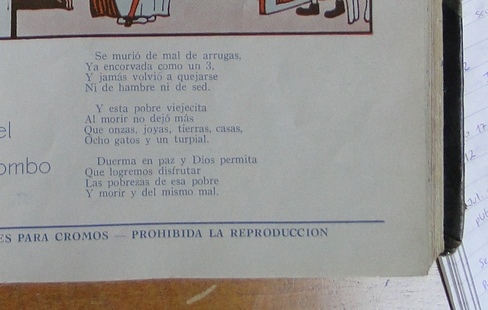 Se murió de mal de arrugas,
Ya encorvada como un 3,
Y jamás volvió a quejarse
Ni de hambre ni de sed.
Y esta pobre viejecita
Al morir no dejó más
Que onzas, joyas, tierras, casas,
Ocho gatos y un turpial.
Duerma en paz y Dios permita
Que logremos disfrutar
Las pobrezas de esa pobre
Y morir y del mismo mal.
el
ombo
ES PARA CROMOS — PROHIBIDA LA REPRODUCCION